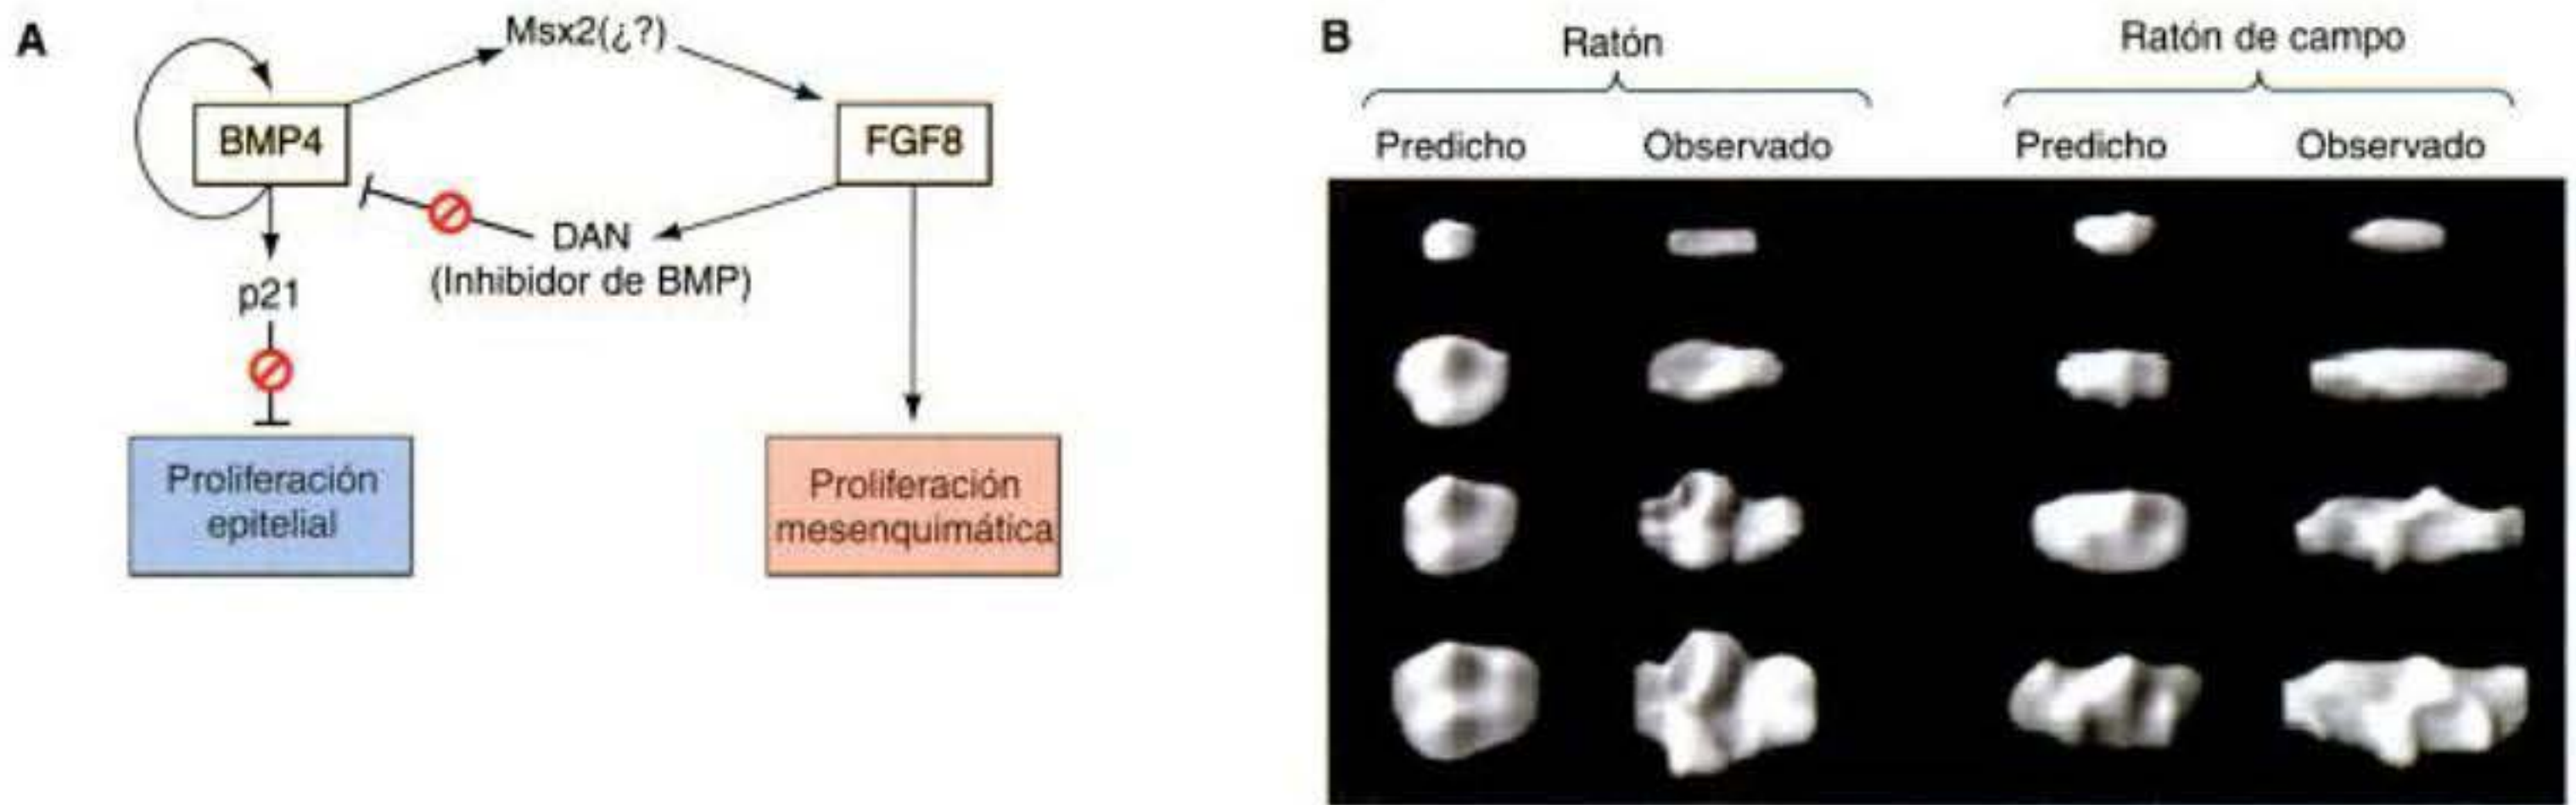 A
Msx2(¿?)
BMP4
FGF8
DAN
(Inhibidor de BMP)
p21
Proliferación
epitelial
Proliferación
mesenquimática
B
Ratón
Ratón de campo
Predicho
Observado
Predicho
Observado